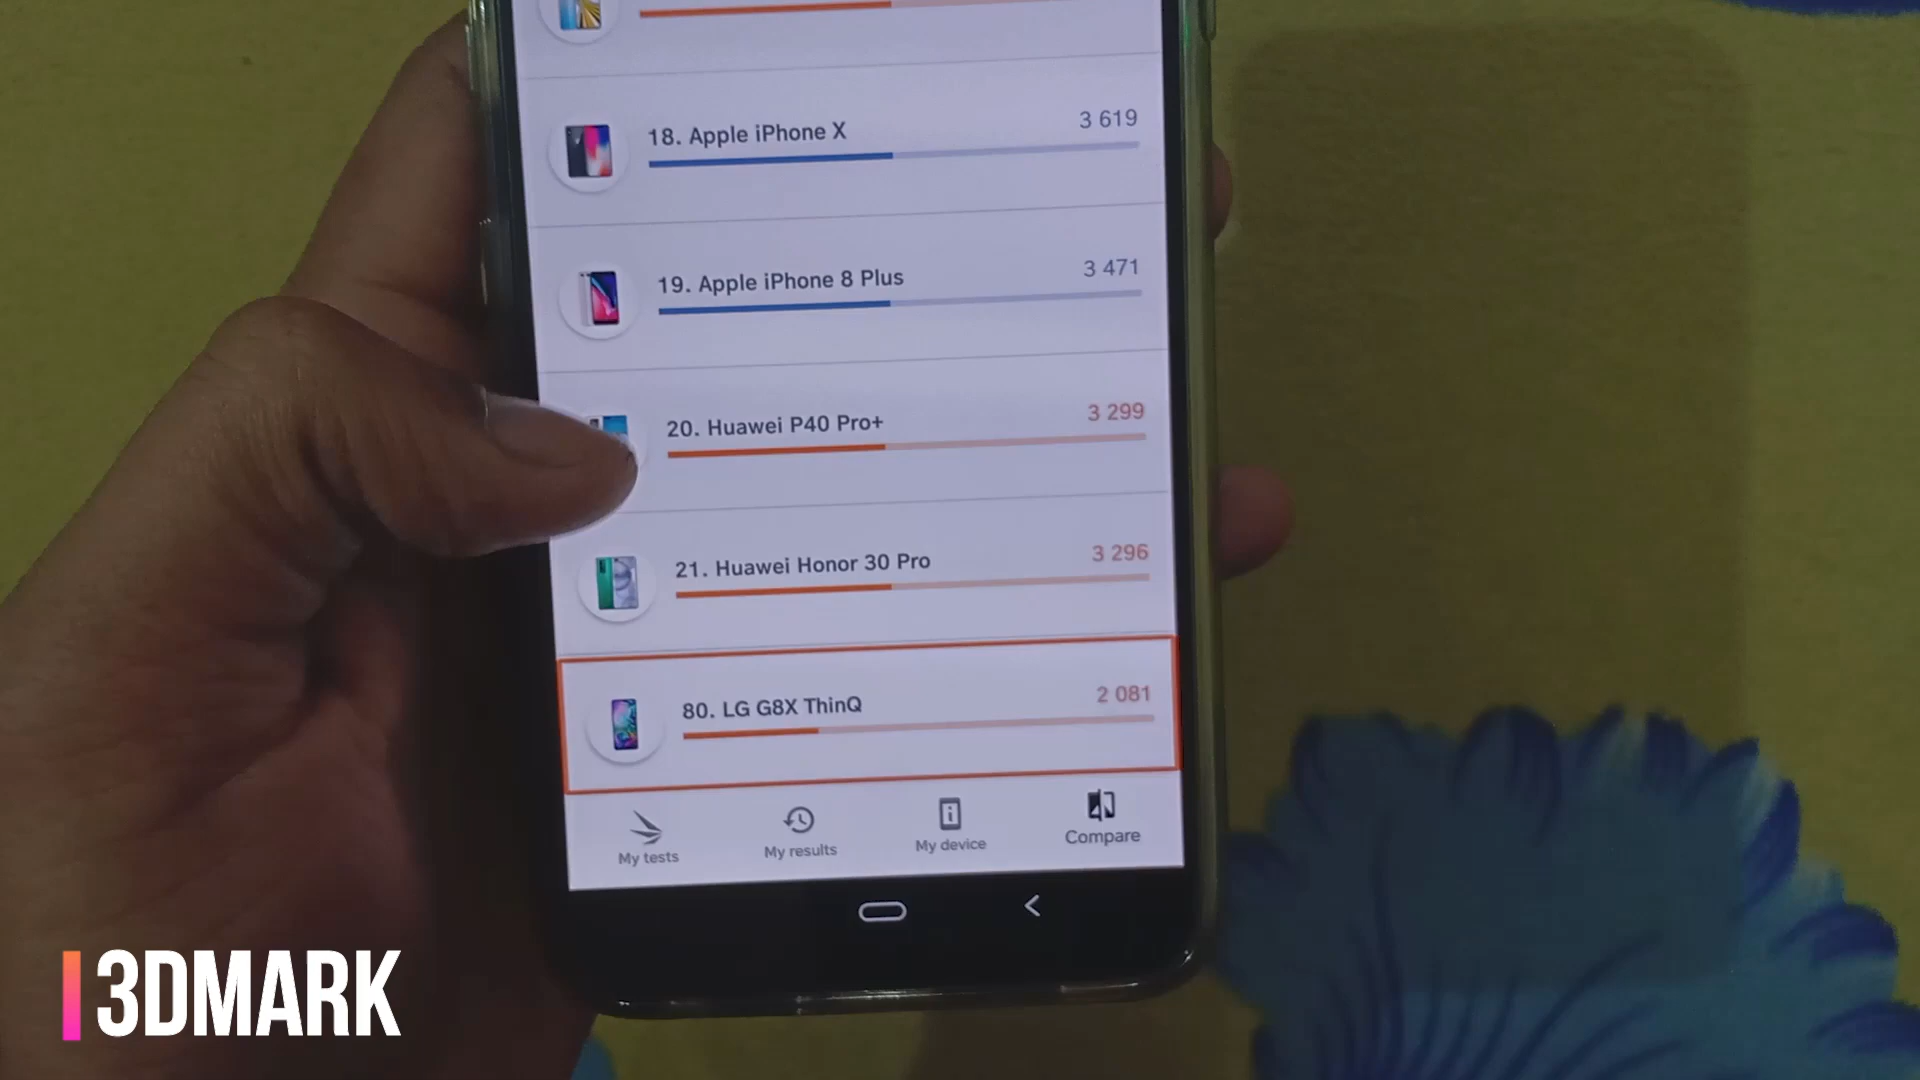 18. Apple iPhone X
3 619
19. Apple iPhone 8 Plus
3 471
20. Huawei P40 Pro+
3 299
21. Huawei Honor 30 Pro
3 296
80. LG G8X ThinQ
2 081
My tests
My results
My device
Compare
3DMARK